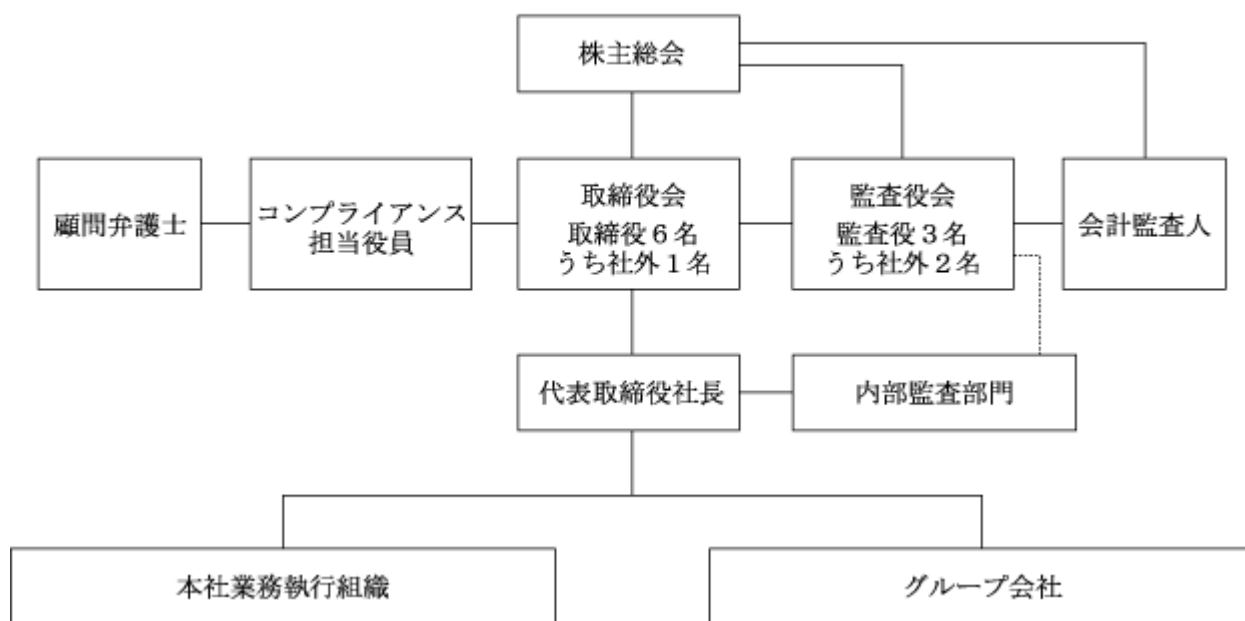 株主総会
顧問弁護士
コンプライアンス
担当役員
取締役会
取締役６名
うち社外１名
監査役会
監査役３名
うち社外２名
会計監査人
代表取締役社長
内部監査部門
本社業務執行組織
グループ会社